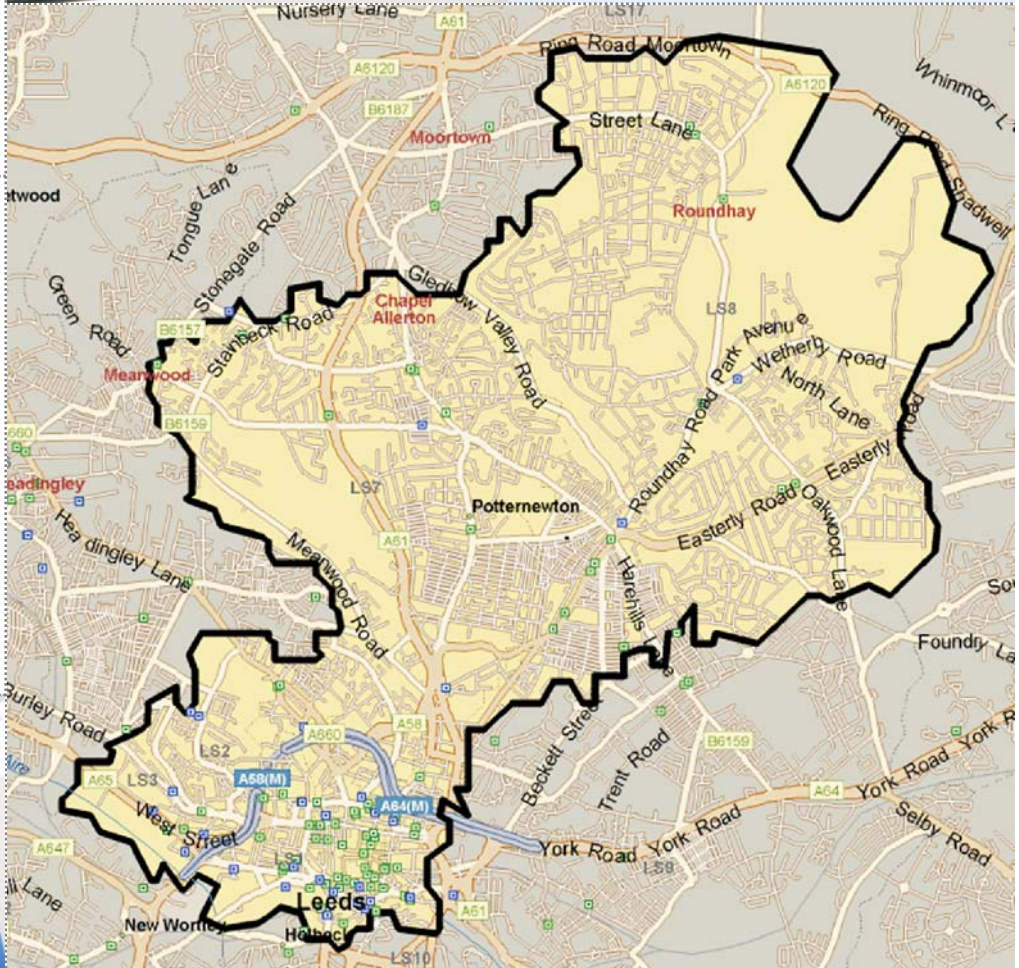 Nursery Lane
A61
LS17
Ring Road Moortown
A6120
A6120
B6187
Whinmoor L
Moortown
Street Lane
Ring Road Shadwell
etwood
Tongue Lane
Stonegate Road
Roundhay
Green Road
Gledhow Valley Road
Chapel
Allerton
LS8
B6157
Stainbeck Road
Park Avenue
Wetherby Road
Meanwood
North Lane
B6159
660
Roundhay Road
Easterly Road
eadingley
LS7
Potternewton
Oakwood Lane
Headingley Lane
A61
Easterly Road
Meanwood Road
Harehills Lane
Sou
Foundry La
Burley Road
A58
Beckett Street
B6159
A660
LS2
Trent Road
York Road
York R
Aire
A65
LS3
A58(M)
A64(M)
A64
West Street
York Road
York Road
Selby Road
A647
LS1
LS9
ll Lane
Leeds
A61
New Wortley
Holbeck
LS10